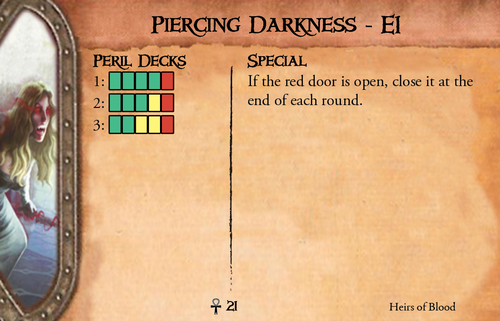 Piercing Darkness - E1
Peril Decks
1:
2:
3:
Special
If the red door is open, close it at the
end of each round.
21
Heirs of Blood